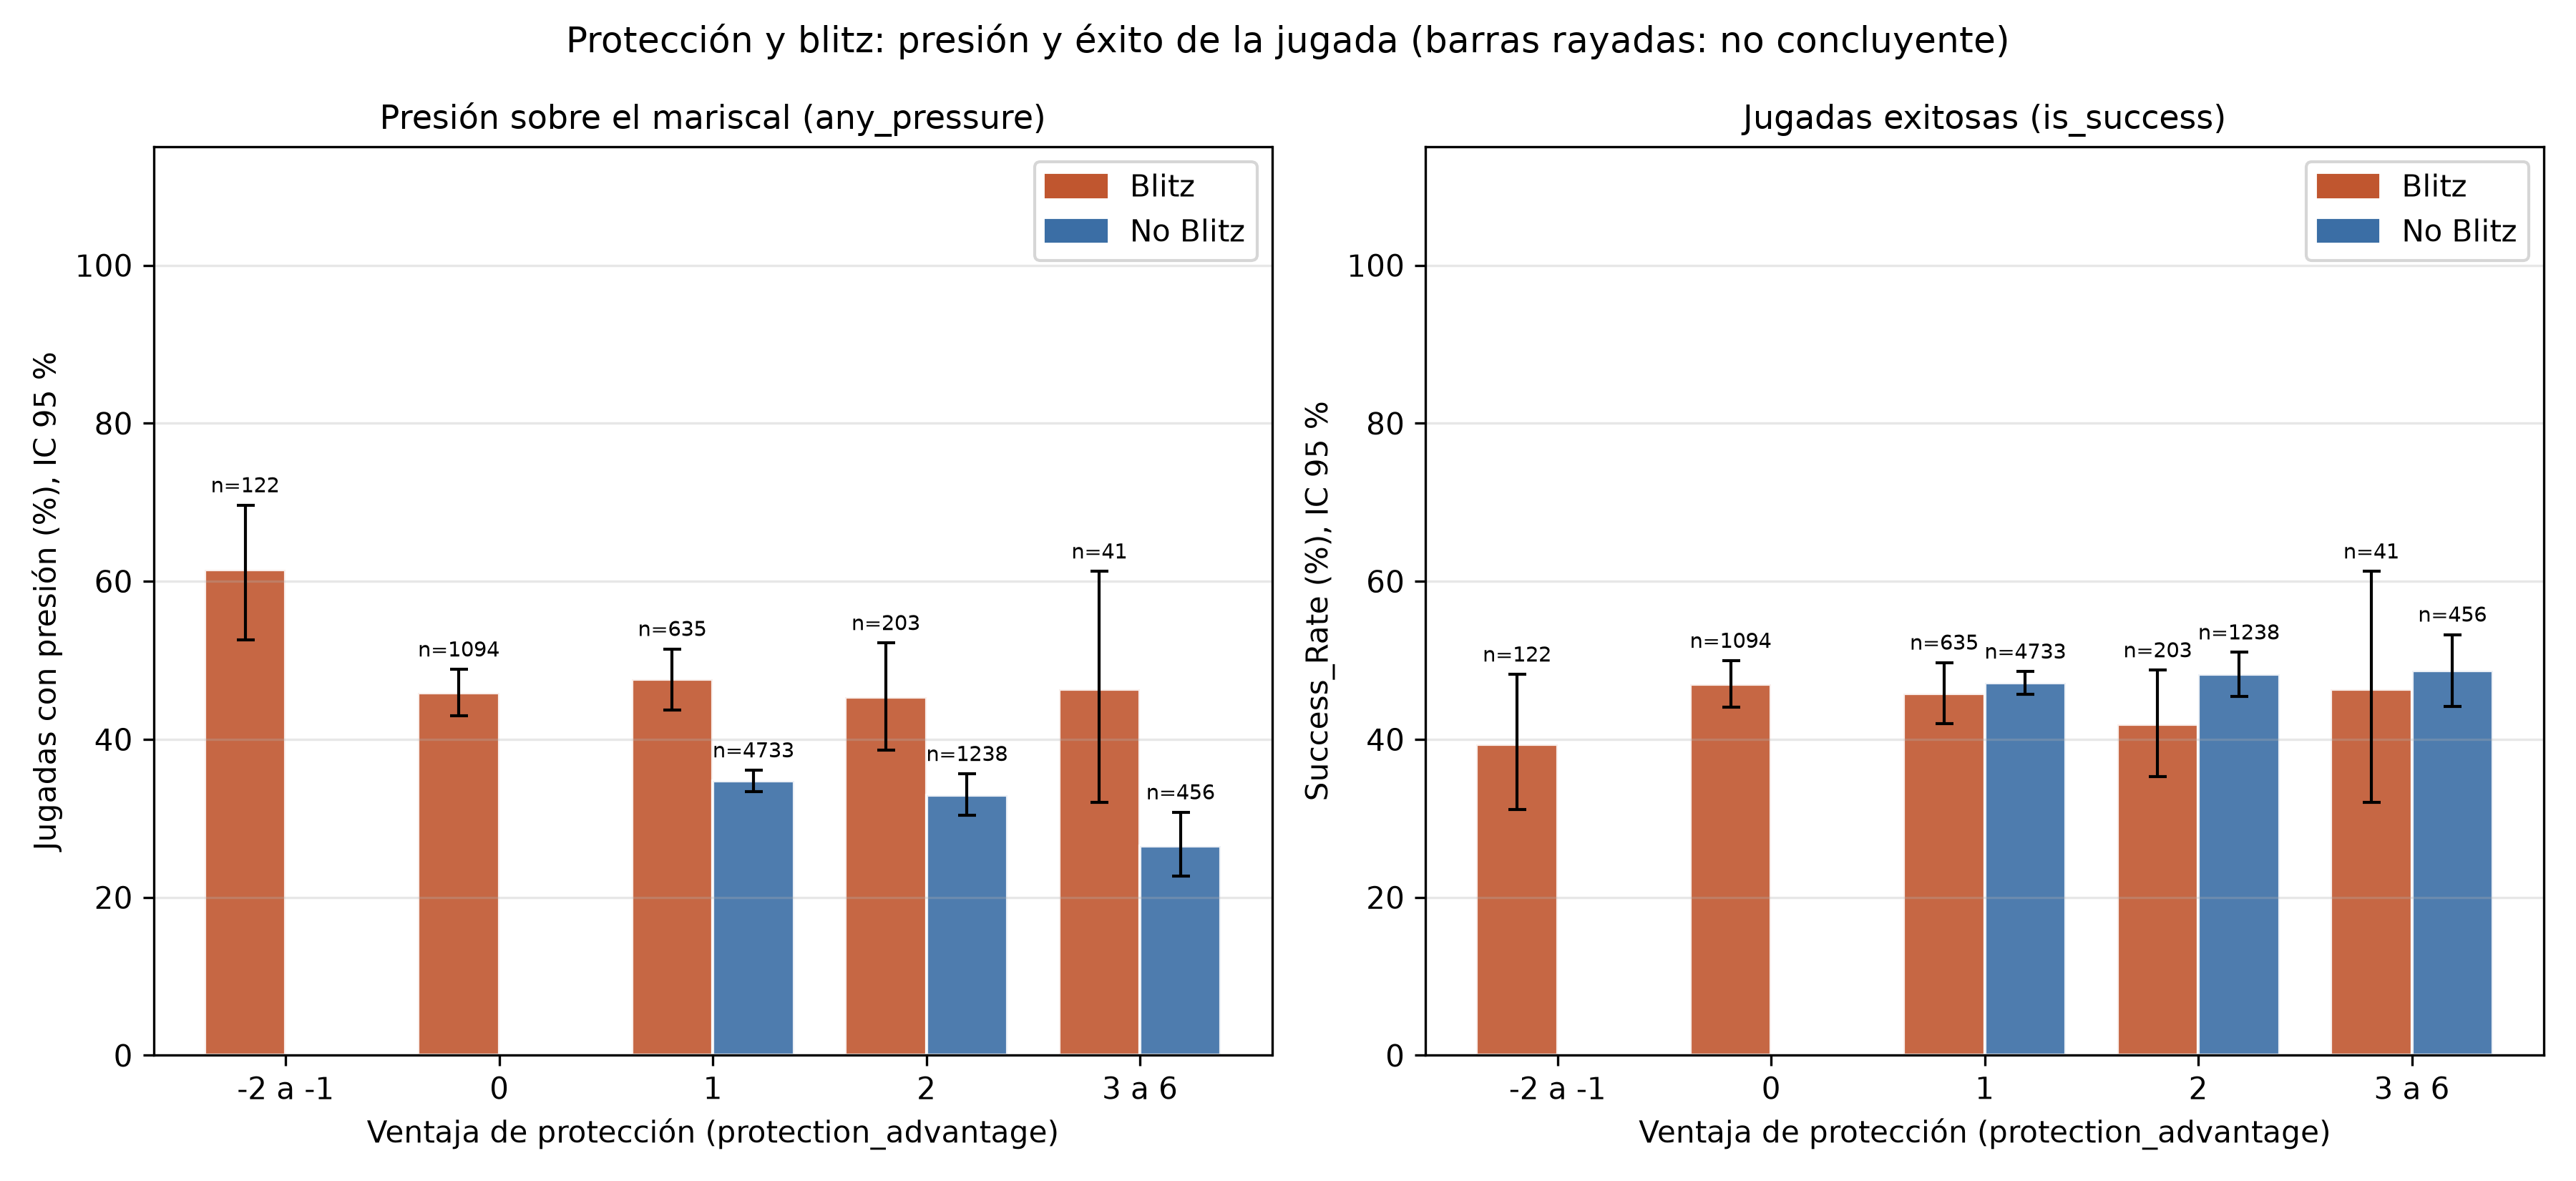 Protección y blitz: presión y éxito de la jugada (barras rayadas: no concluyente)
Presión sobre el mariscal (any_pressure)
Jugadas con presión (%), IC 95 %
100
80
60
40
20
0
Blitz
No Blitz
n=122
n=1094
n=635
n=4733
n=203
n=1238
n=41
n=456
-2 a -1
0
1
2
3 a 6
Ventaja de protección (protection_advantage)
Jugadas exitosas (is_success)
Success_Rate (%), IC 95 %
100
80
60
40
20
0
Blitz
No Blitz
n=122
n=1094
n=635
n=4733
n=203
n=1238
n=41
n=456
-2 a -1
0
1
2
3 a 6
Ventaja de protección (protection_advantage)